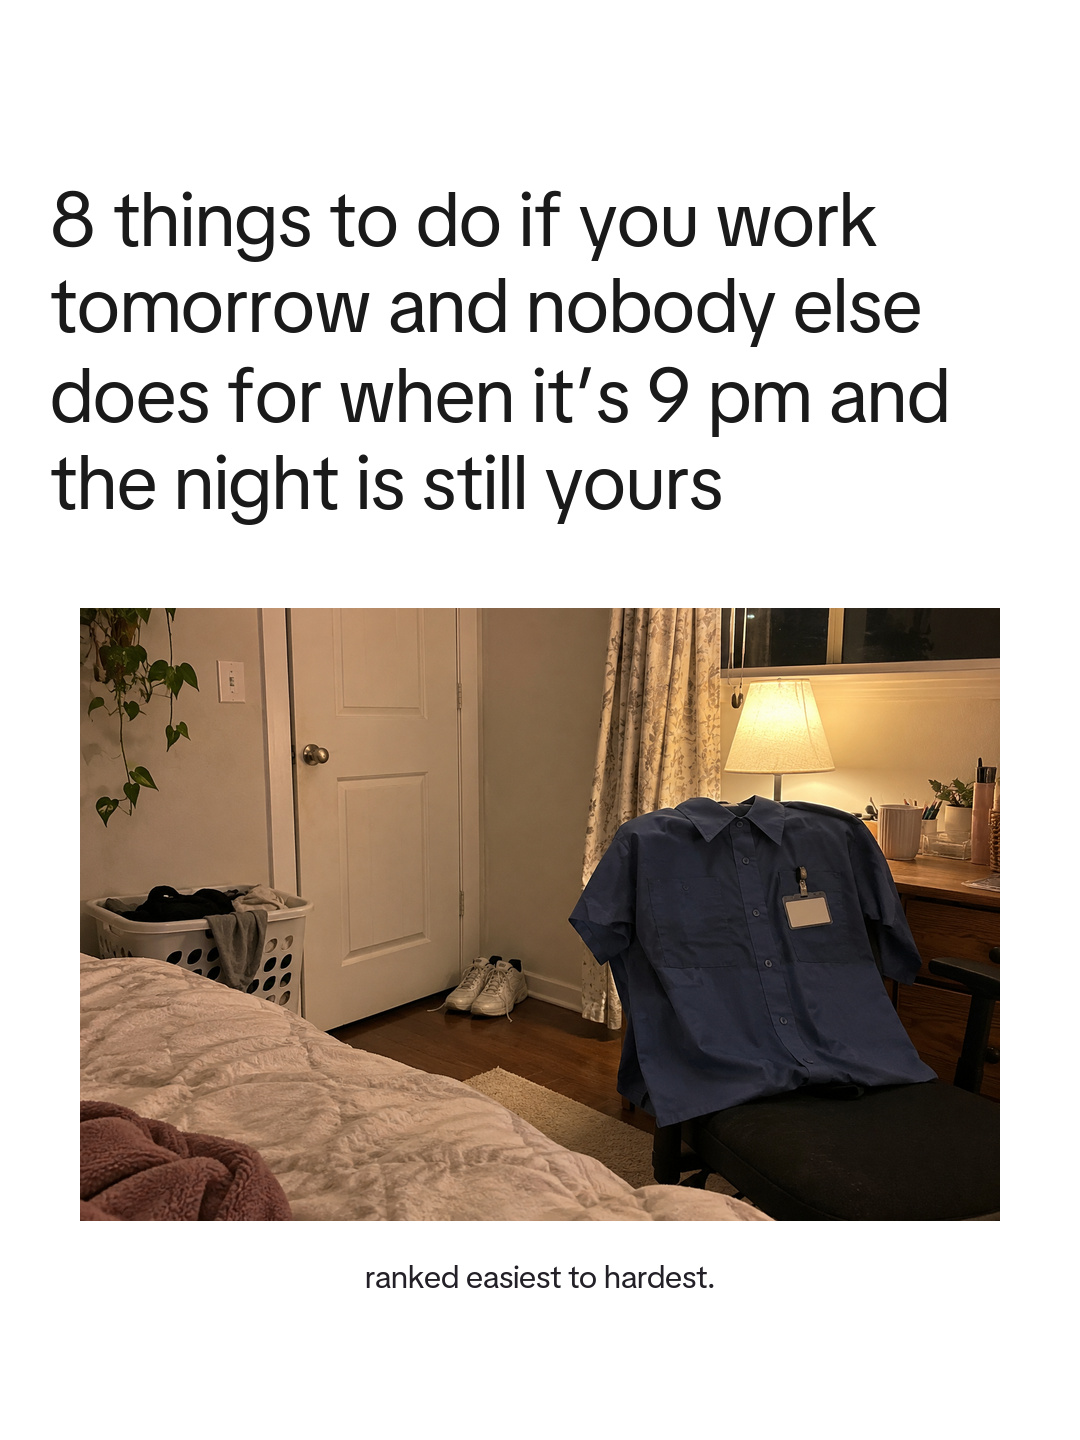 8 things to do if you work
tomorrow and nobody else
does for when it’s 9 pm and
the night is still yours
ranked easiest to hardest.